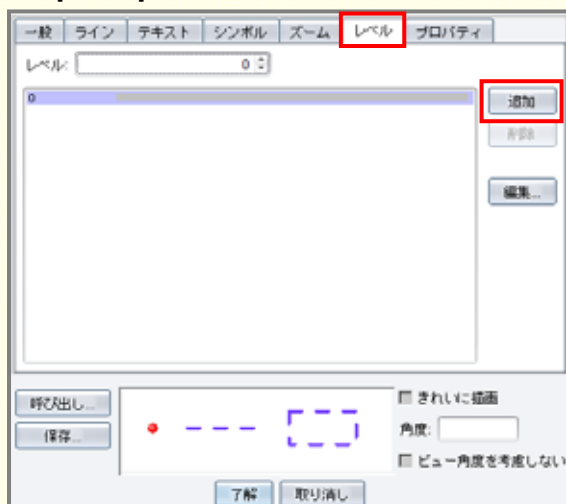 一般 ライン テキスト シンボル ズーム レベル プロパティ
レベル: 0
0
追加
削除
編集...
呼び出し...
きれいに描画
保存...
角度:
ビュー角度を考慮しない
了解 取り消し